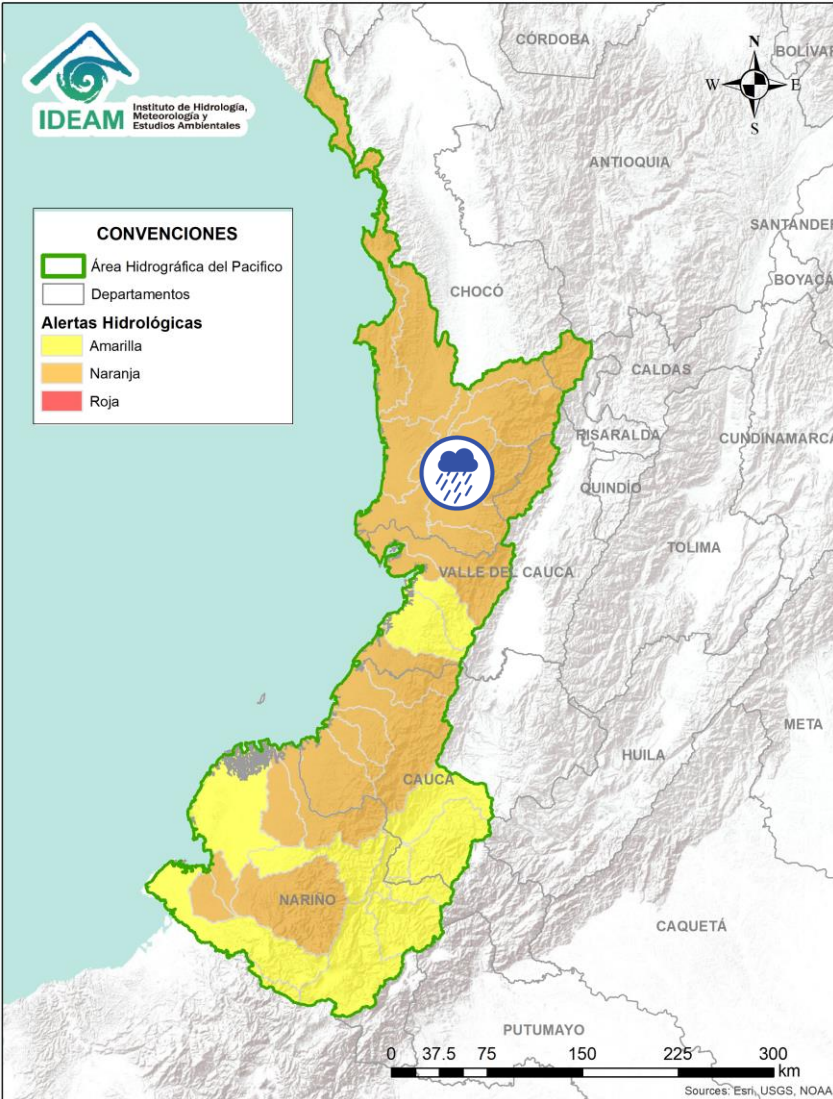 IDEAM
Instituto de Hidrología,
Meteorología y
Estudios Ambientales
N
W
E
S
CÓRDOBA
BOLÍVAR
ANTIOQUIA
SANTANDER
BOYACÁ
CHOCÓ
CONVENCIONES
Área Hidrográfica del Pacifico
Departamentos
Alertas Hidrológicas
Amarilla
Naranja
Roja
CALDAS
RISARALDA
CUNDINAMARCA
QUINDÍO
TOLIMA
VALLE DEL CAUCA
META
HUILA
CAUCA
NARIÑO
CAQUETÁ
PUTUMAYO
0 37.5 75 150 225 300
km
Sources: Esri, USGS, NOAA